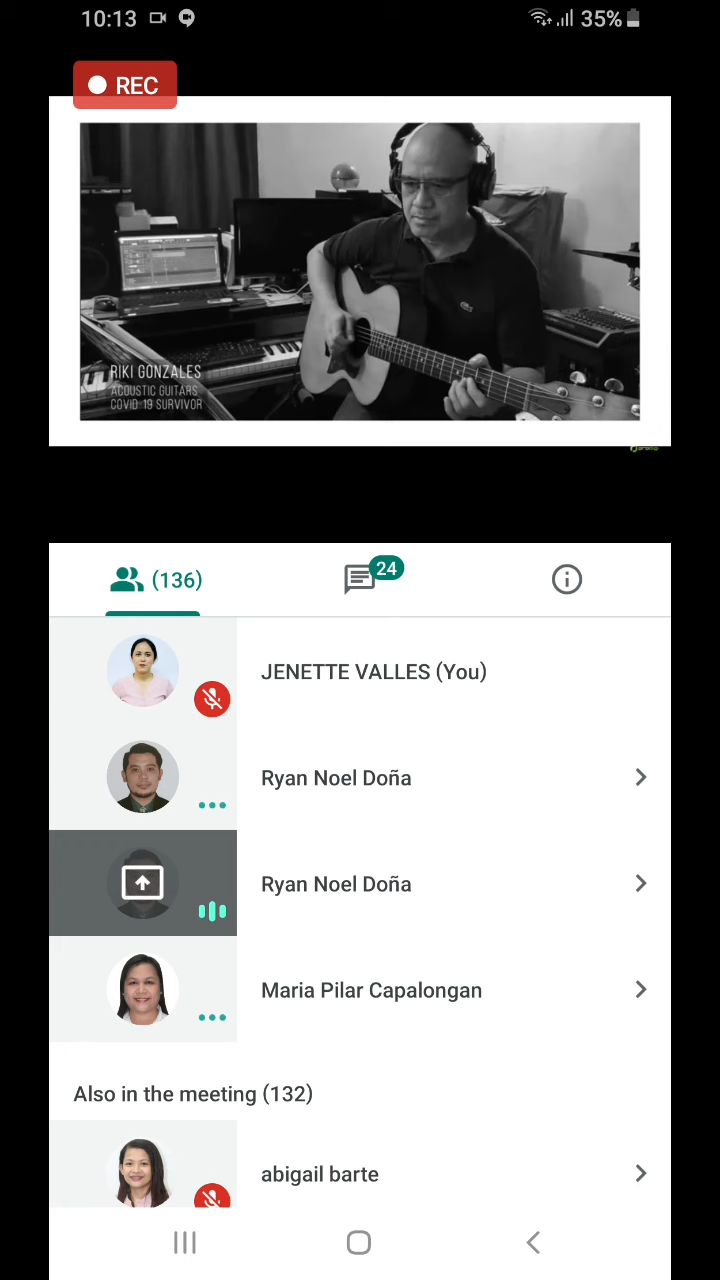 10:13
35%
REC
RIKI GONZALES
ACOUSTIC GUITARS
COVID 19 SURVIVOR
(136)
24
JENETTE VALLES (You)
Ryan Noel Doña
Ryan Noel Doña
Maria Pilar Capalongan
Also in the meeting (132)
abigail barte